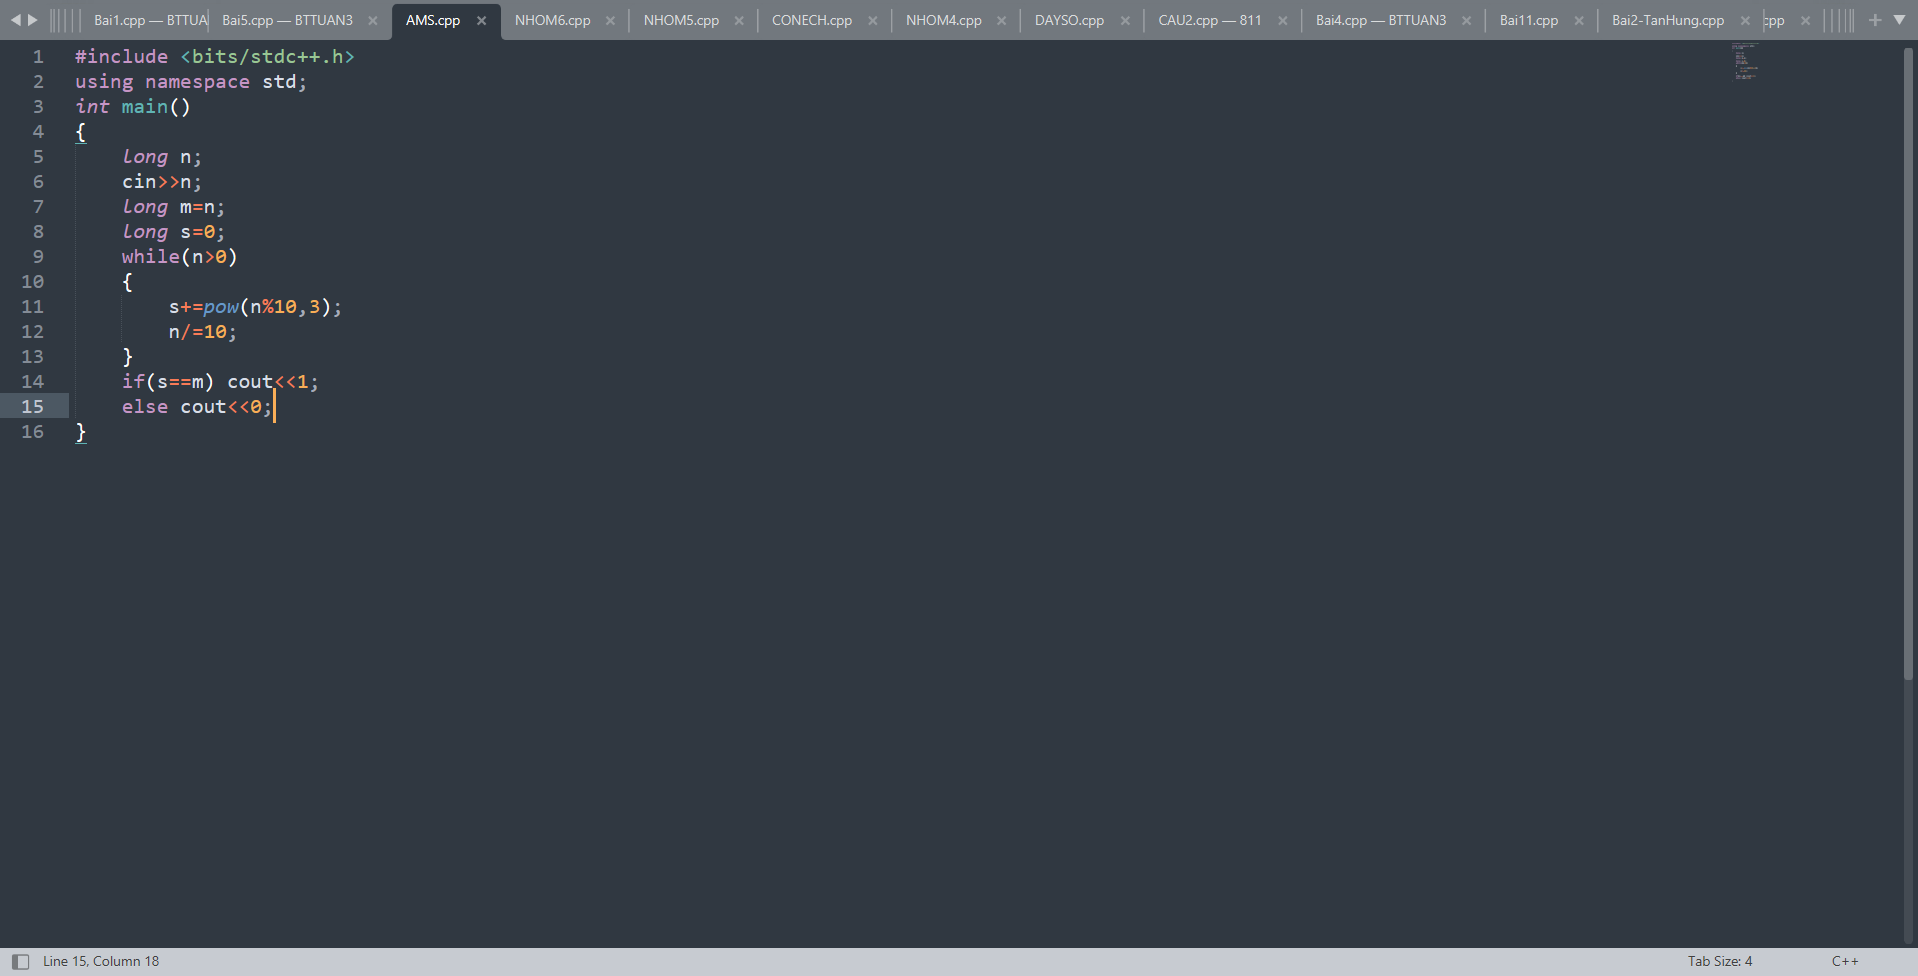 Bai1.cpp — BTTUA Bai5.cpp — BTTUAN3 AMS.cpp NHOM6.cpp NHOM5.cpp CONECH.cpp NHOM4.cpp DAYSO.cpp CAU2.cpp — 811 Bai4.cpp — BTTUAN3 Bai11.cpp Bai2-TanHung.cpp cpp
1 #include <bits/stdc++.h>
2 using namespace std;
3 int main()
4 {
5 long n;
6 cin>>n;
7 long m=n;
8 long s=0;
9 while(n>0)
10 {
11 s+=pow(n%10,3);
12 n/=10;
13 }
14 if(s==m) cout<<1;
15 else cout<<0;
16 }
Line 15, Column 18 Tab Size: 4 C++